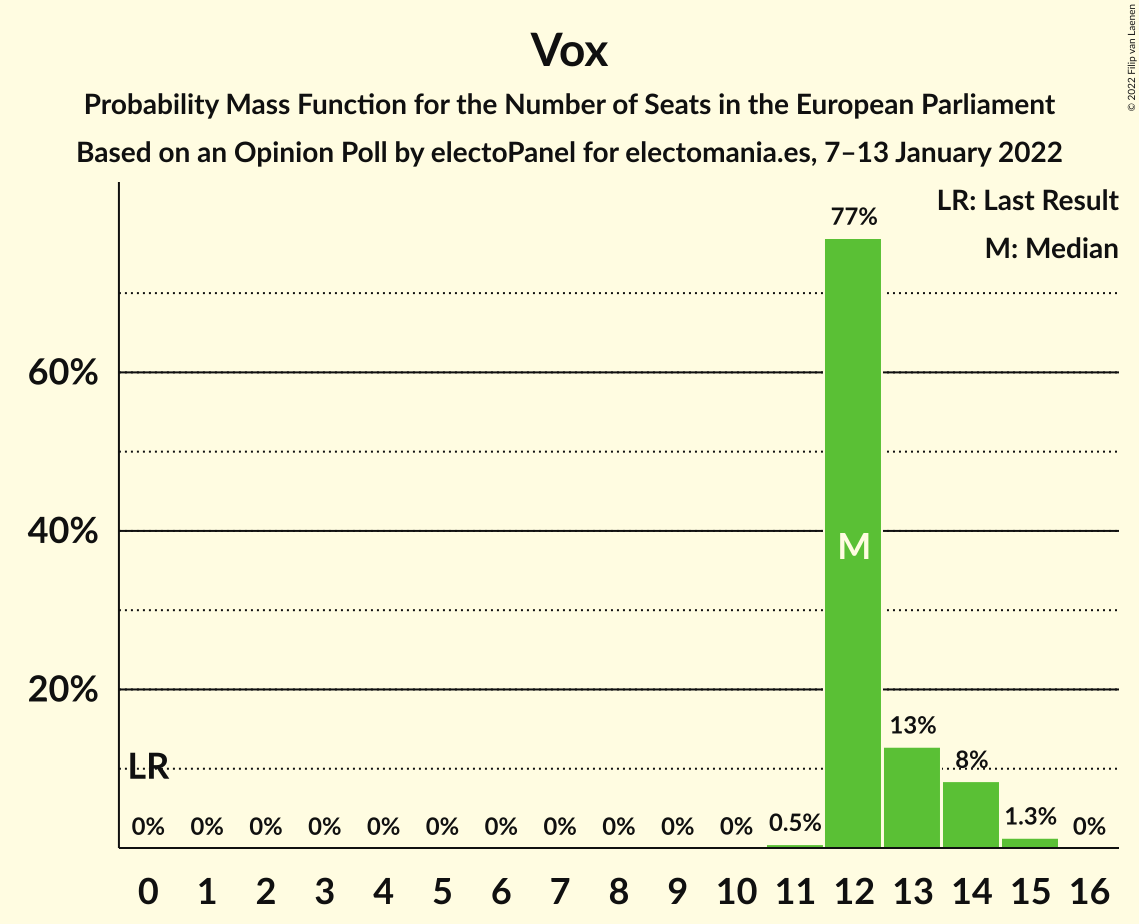 Vox
Probability Mass Function for the Number of Seats in the European Parliament
Based on an Opinion Poll by electoPanel for electomania.es, 7–13 January 2022
© 2022 Filip van Laenen
LR: Last Result
M: Median
77%
60%
40%
M
20%
13%
LR
8%
0% 0% 0% 0% 0% 0% 0% 0% 0% 0% 0% 0.5% 1.3% 0%
0 1 2 3 4 5 6 7 8 9 10 11 12 13 14 15 16